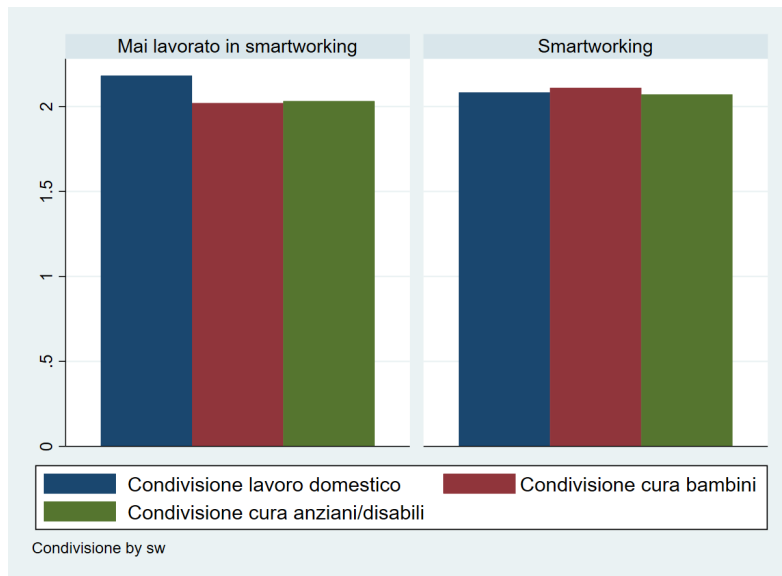 Mai lavorato in smartworking
Smartworking
2
1.5
1
.5
0
Condivisione lavoro domestico
Condivisione cura bambini
Condivisione cura anziani/disabili
Condivisione by sw